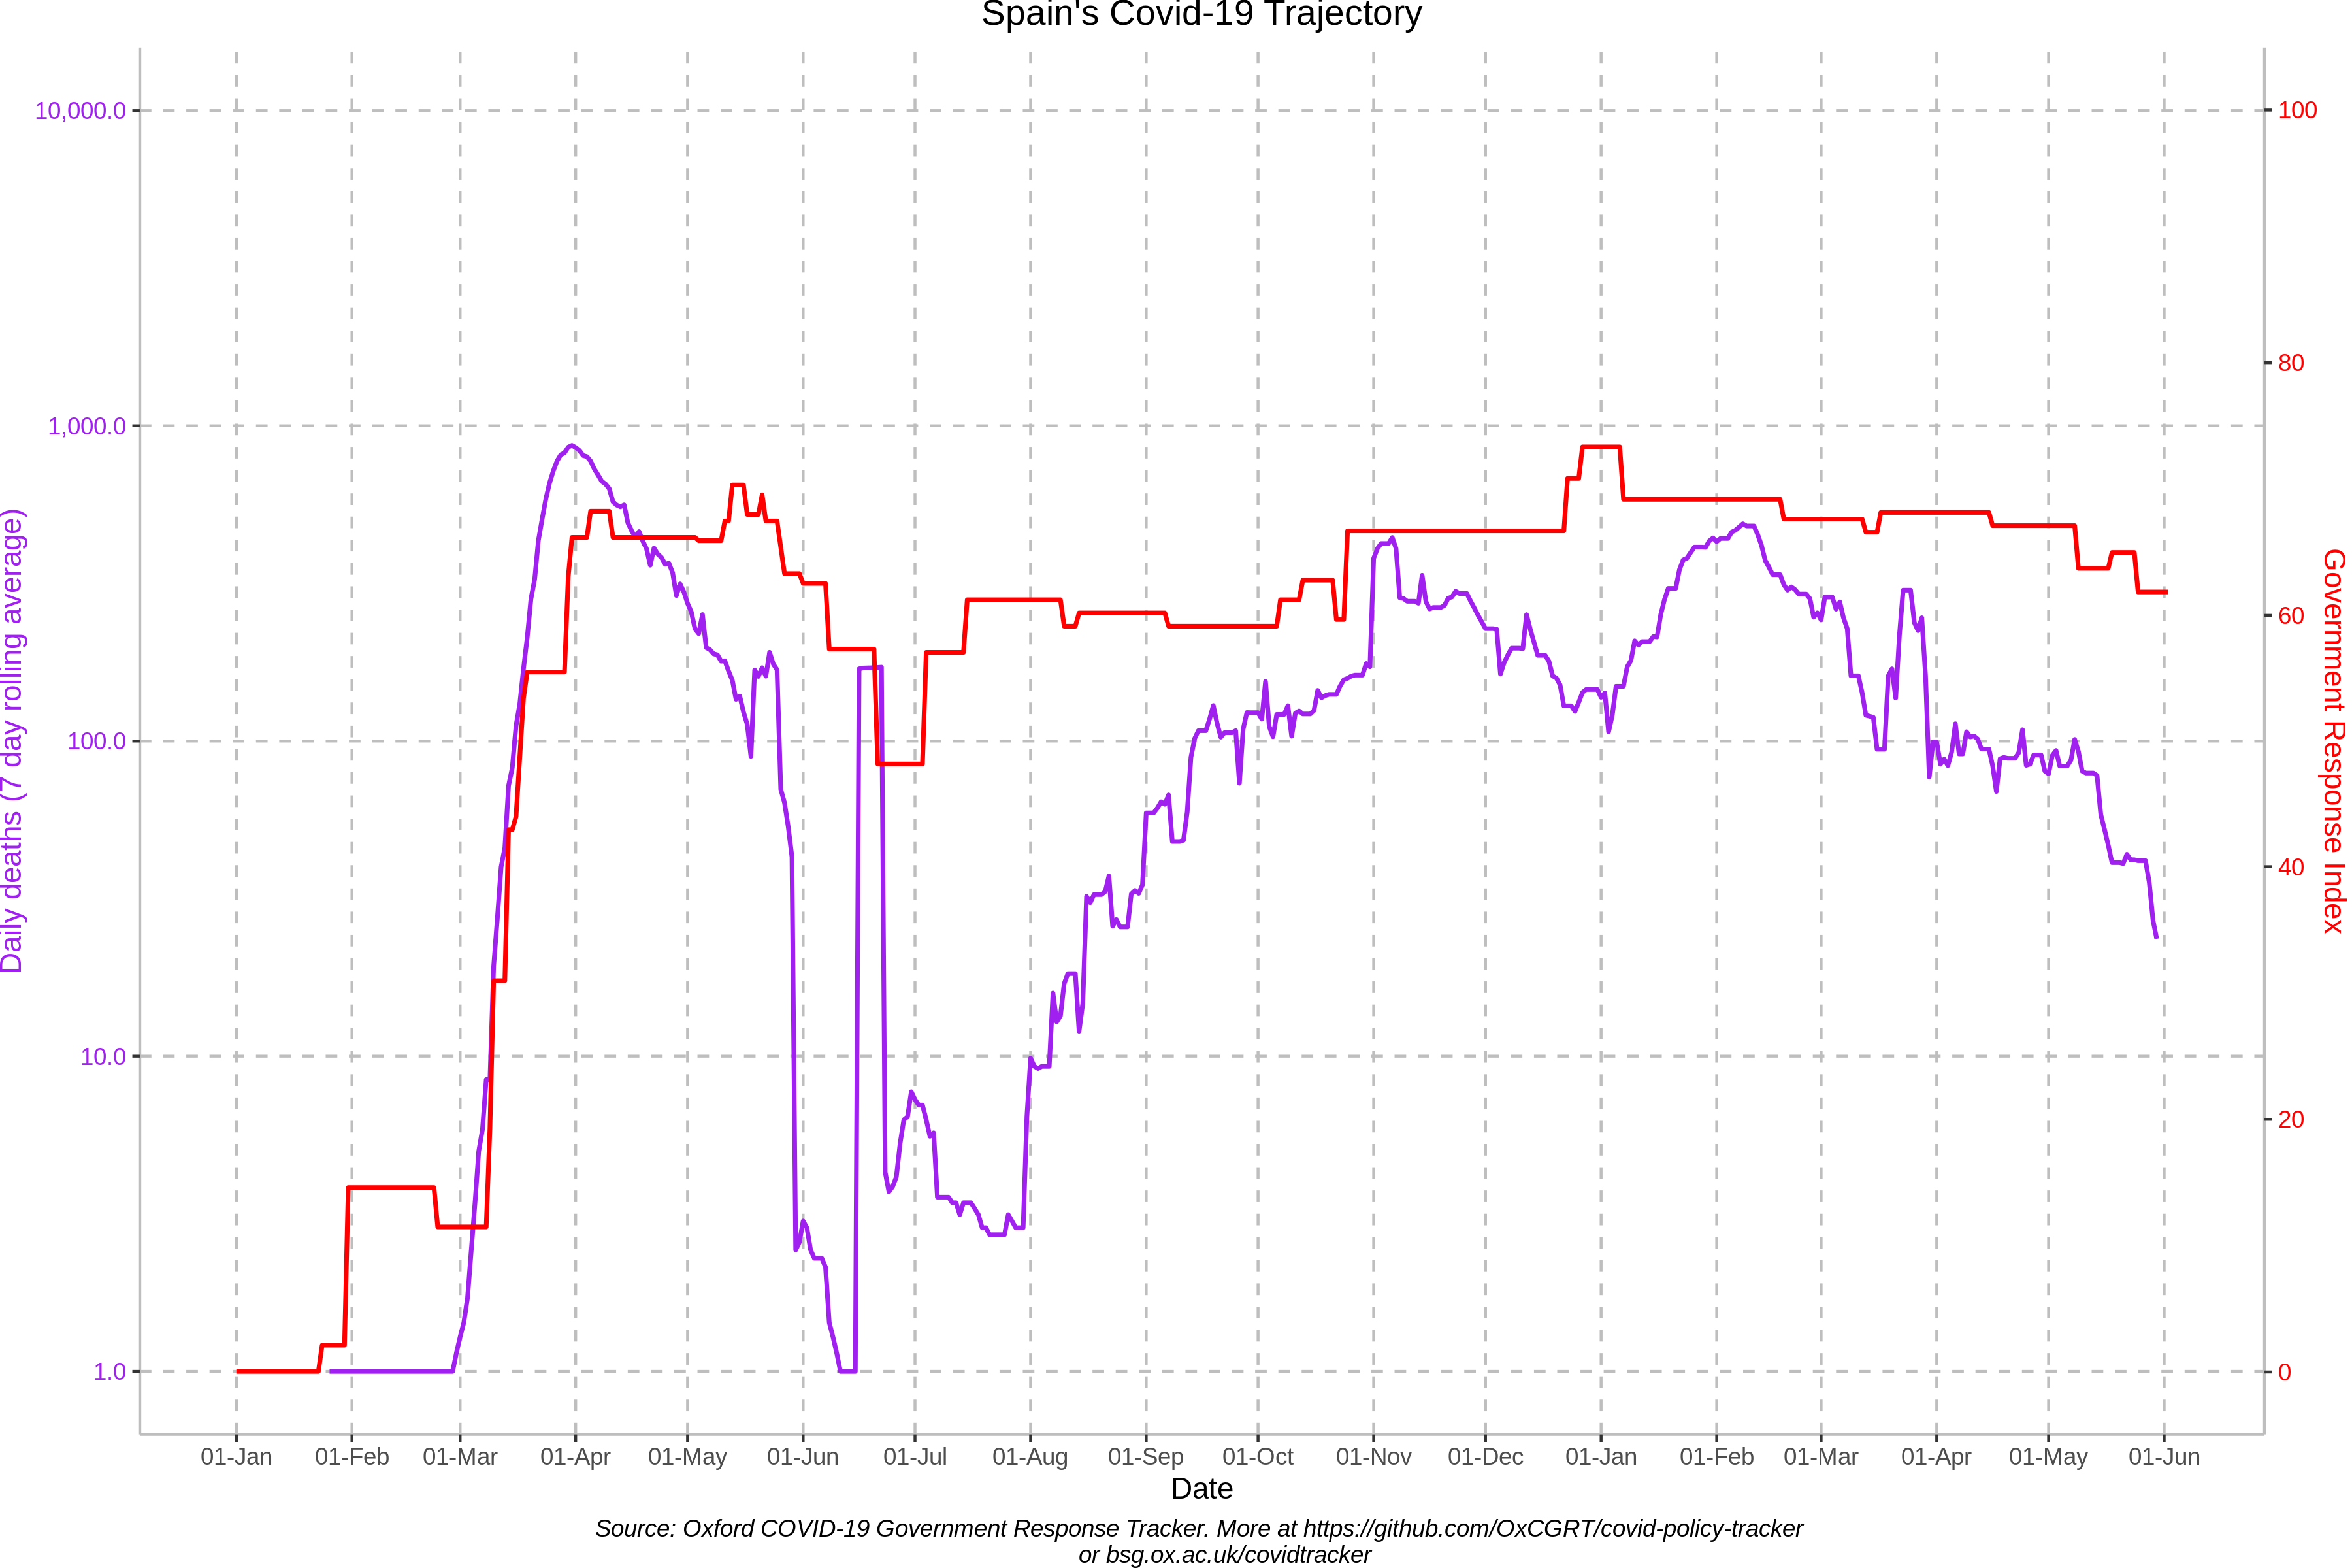 Spain's Covid-19 Trajectory
10,000.0
1,000.0
100.0
10.0
1.0
Daily deaths (7 day rolling average)
100
80
60
40
20
0
Government Response Index
01-Jan 01-Feb 01-Mar 01-Apr 01-May 01-Jun 01-Jul 01-Aug 01-Sep 01-Oct 01-Nov 01-Dec 01-Jan 01-Feb 01-Mar 01-Apr 01-May 01-Jun
Date
Source: Oxford COVID-19 Government Response Tracker. More at https://github.com/OxCGRT/covid-policy-tracker
or bsg.ox.ac.uk/covidtracker